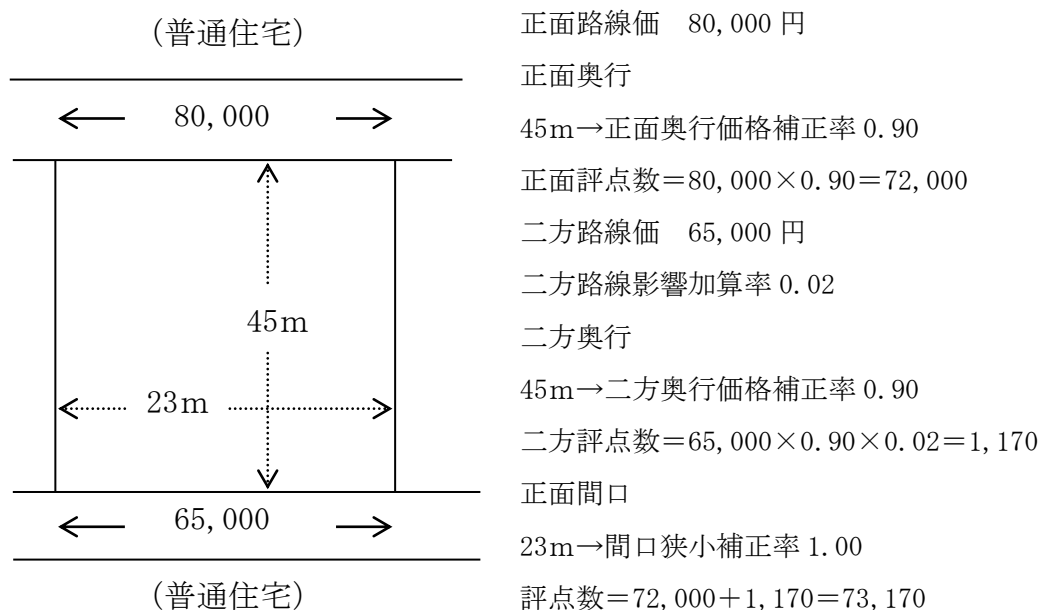 (普通住宅)
80,000
45m
23m
65,000
(普通住宅)
正面路線価 80,000 円
正面奥行
45m→正面奥行価格補正率 0.90
正面評点数＝80,000×0.90＝72,000
二方路線価 65,000 円
二方路線影響加算率 0.02
二方奥行
45m→二方奥行価格補正率 0.90
二方評点数＝65,000×0.90×0.02＝1,170
正面間口
23m→間口狭小補正率 1.00
評点数＝72,000＋1,170＝73,170